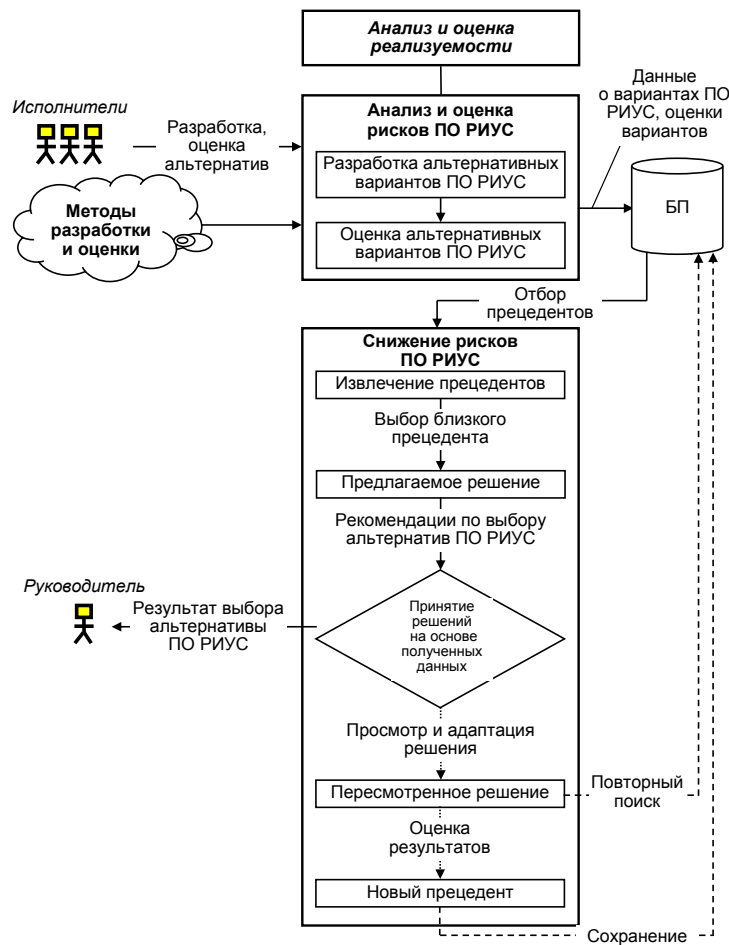 Анализ и оценка
реализуемости
Исполнители
Разработка,
оценка
альтернатив
Методы
разработки
и оценки
Анализ и оценка
рисков ПО РИУС
Разработка альтернативных
вариантов ПО РИУС
Оценка альтернативных
вариантов ПО РИУС
Данные
о вариантах ПО
РИУС, оценки
вариантов
БП
Отбор
прецедентов
Снижение рисков
ПО РИУС
Извлечение прецедентов
Выбор близкого
прецедента
Предлагаемое решение
Рекомендации по выбору
альтернатив ПО РИУС
Руководитель
Результат выбора
альтернативы
ПО РИУС
Принятие
решений
на основе
полученных
данных
Просмотр и адаптация
решения
Пересмотренное решение
Повторный
поиск
Оценка
результатов
Новый прецедент
Сохранение